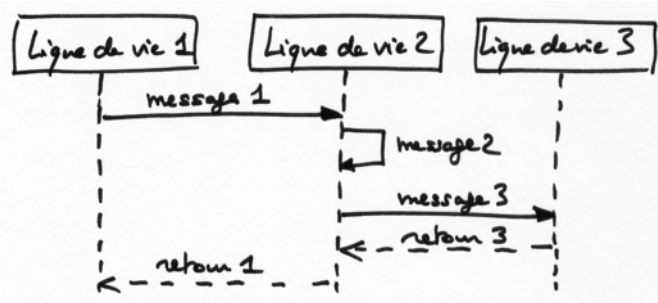 Ligne de vie 1
Ligne de vie 2
Ligne de vie 3
message 1
message 2
message 3
retour 3
retour 1